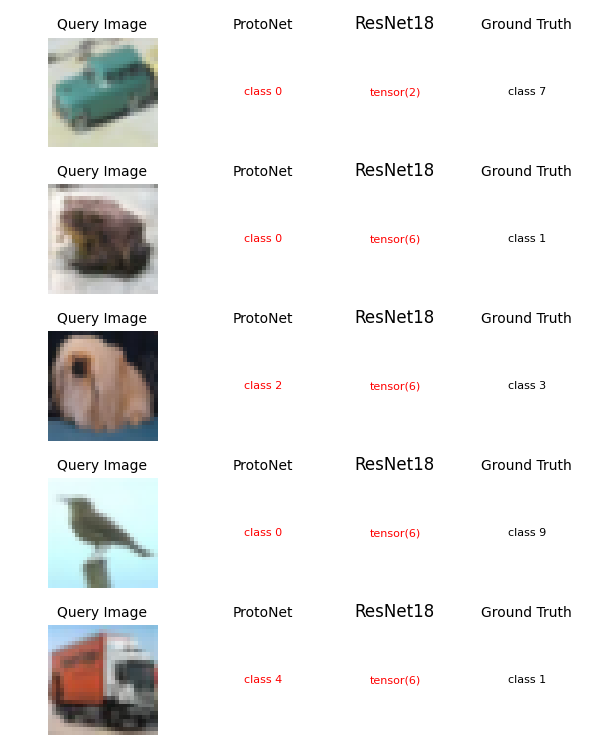 Query Image ProtoNet ResNet18 Ground Truth
class 0 tensor(2) class 7
Query Image ProtoNet ResNet18 Ground Truth
class 0 tensor(6) class 1
Query Image ProtoNet ResNet18 Ground Truth
class 2 tensor(6) class 3
Query Image ProtoNet ResNet18 Ground Truth
class 0 tensor(6) class 9
Query Image ProtoNet ResNet18 Ground Truth
class 4 tensor(6) class 1